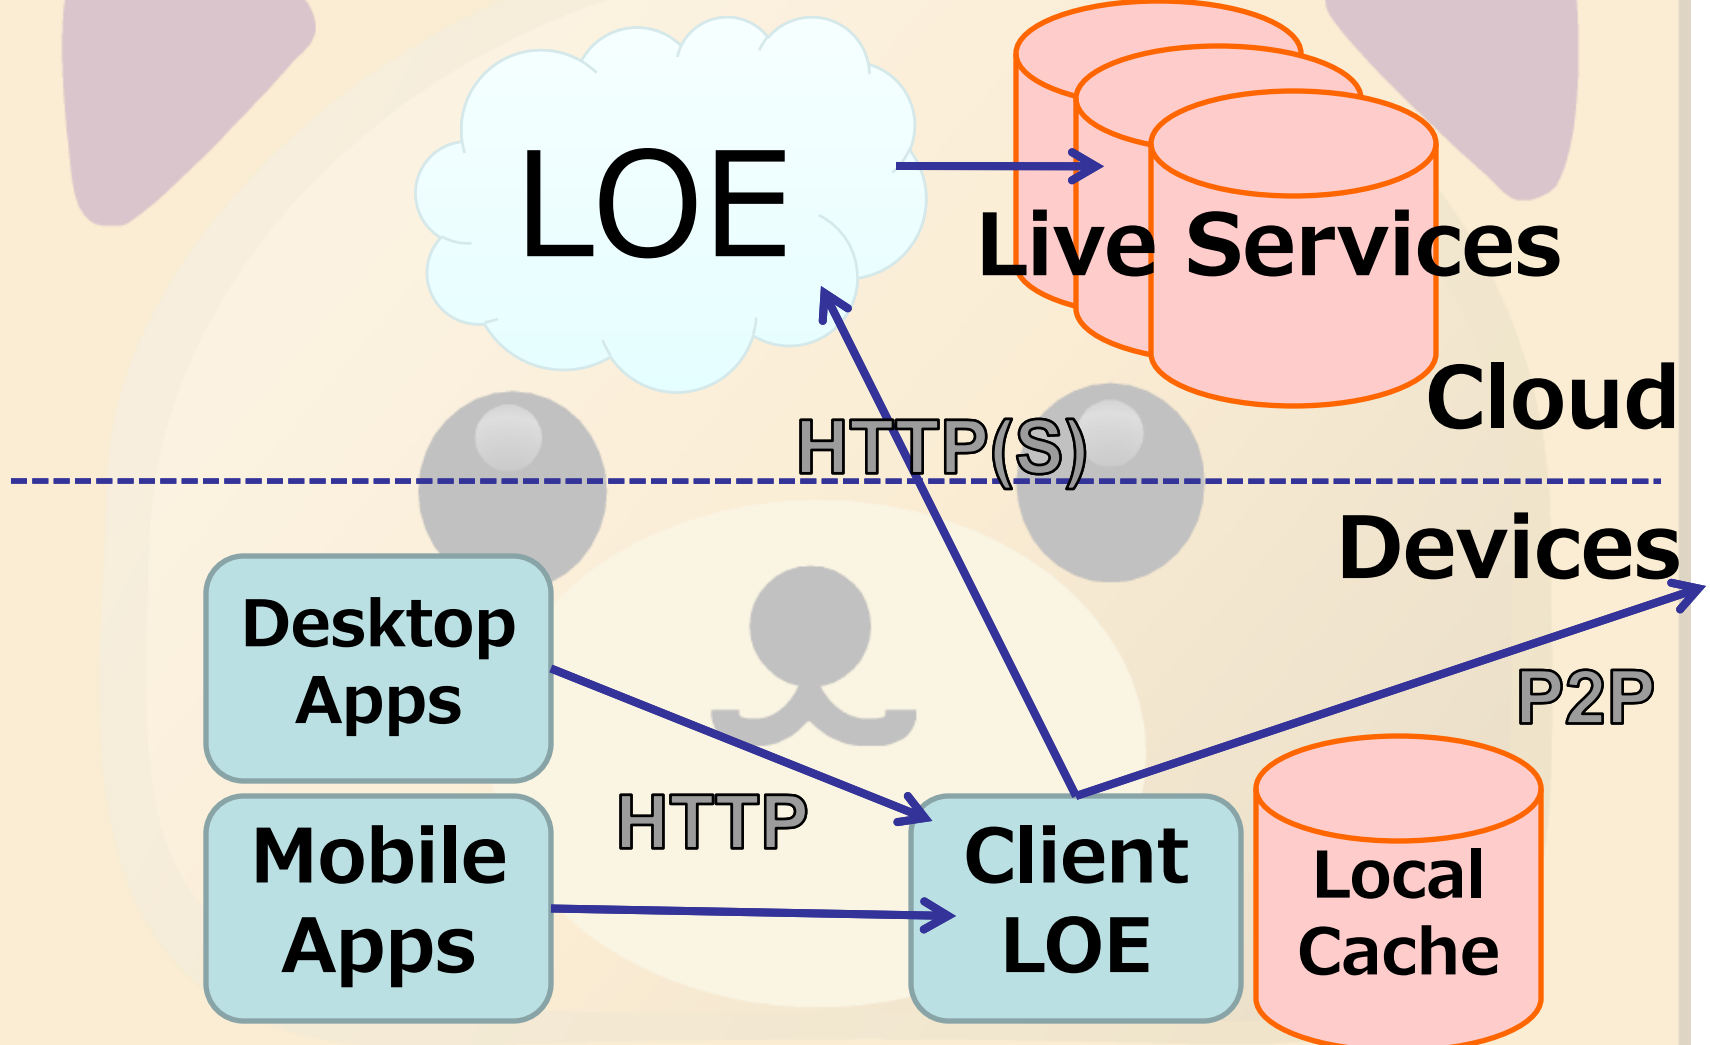 LOE
Live Services
Cloud
HTTP(S)
Devices
Desktop
Apps
P2P
HTTP
Mobile
Apps
Client
LOE
Local
Cache